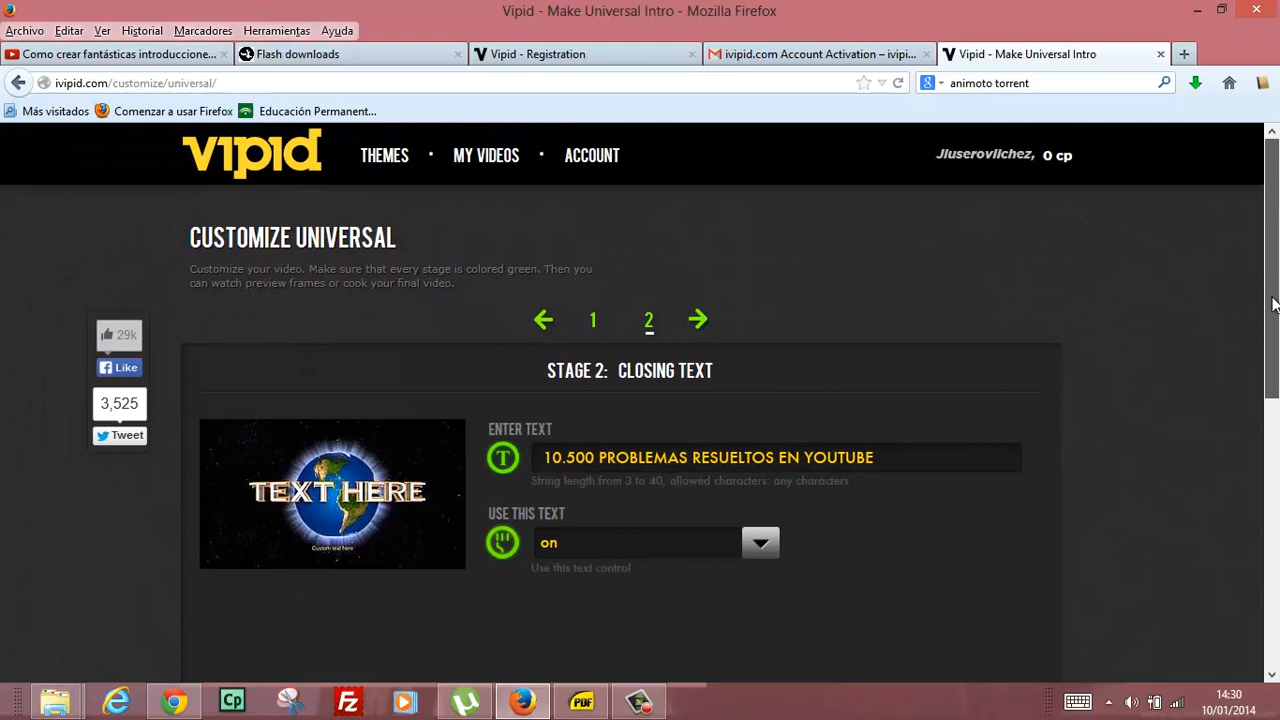 Vipid - Make Universal Intro - Mozilla Firefox
Archivo Editar Ver Historial Marcadores Herramientas Ayuda
Como crear fantásticas introduccione... Flash downloads Vipid - Registration ivipid.com Account Activation – ivipi... Vipid - Make Universal Intro
ivipid.com/customize/universal/ animoto torrent
Más visitados Comenzar a usar Firefox Educación Permanent...
vipid THEMES • MY VIDEOS • ACCOUNT Jluserovilchez, 0 cp
CUSTOMIZE UNIVERSAL
Customize your video. Make sure that every stage is colored green. Then you
can watch preview frames or cook your final video.
1 2
29k
Like
3,525
Tweet
STAGE 2: CLOSING TEXT
ENTER TEXT
T 10.500 PROBLEMAS RESUELTOS EN YOUTUBE
String length from 3 to 40, allowed characters: any characters
TEXT HERE
Custom text here
USE THIS TEXT
on
Use this text control
Cp FZ PDF
14:30
10/01/2014